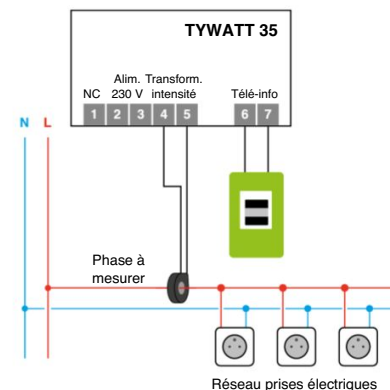 TYWATT 35
Alim. Transform.
NC 230 V intensité Télé-info
1 2 3 4 5 6 7
N L
Phase à
mesurer
Réseau prises électriques